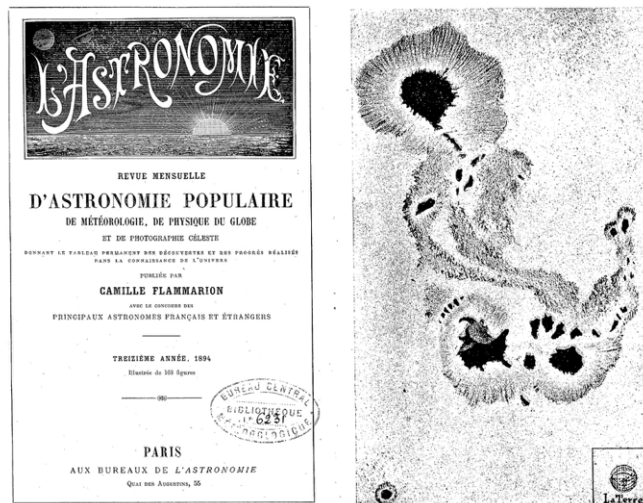 L'ASTRONOMIE
REVUE MENSUELLE
D'ASTRONOMIE POPULAIRE
DE MÉTÉOROLOGIE, DE PHYSIQUE DU GLOBE
ET DE PHOTOGRAPHIE CÉLESTE
DONNANT LE TABLEAU PERMANENT DES DÉCOUVERTES ET DES PROGRÈS RÉALISÉS
DANS LA CONNAISSANCE DE L'UNIVERS
PUBLIÉE PAR
CAMILLE FLAMMARION
AVEC LE CONCOURS DES
PRINCIPAUX ASTRONOMES FRANÇAIS ET ÉTRANGERS
TREIZIÈME ANNÉE, 1894
Illustrée de 168 figures
BUREAU CENTRAL
BIBLIOTHÈQUE
N° 6231
MÉTÉOROLOGIQUE
PARIS
AUX BUREAUX DE L'ASTRONOMIE
QUAI DES AUGUSTINS, 55
La Terre